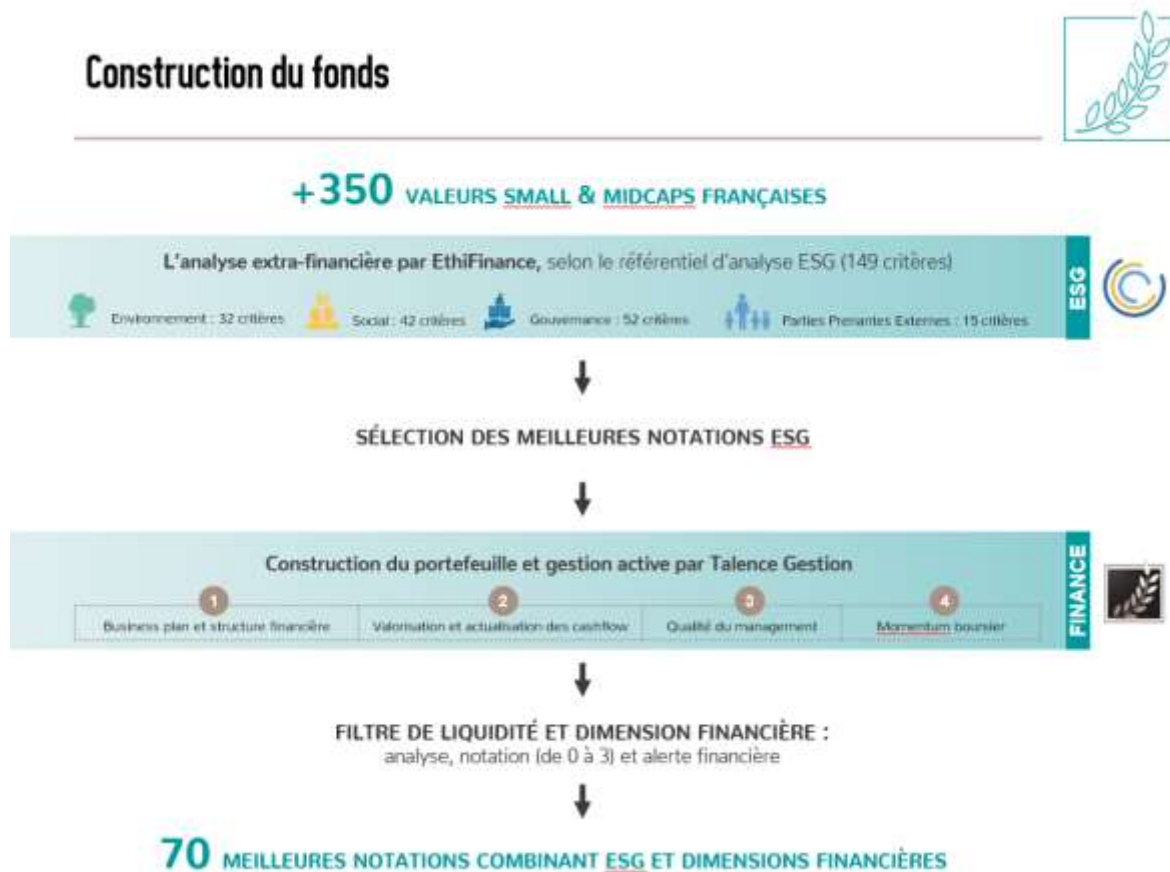 Construction du fonds
+350 VALEURS SMALL & MIDCAPS FRANÇAISES
L'analyse extra-financière par EthiFinance, selon le référentiel d'analyse ESG (149 critères)
Environnement : 32 critères
Social : 42 critères
Gouvernance : 52 critères
Parties Prenantes Externes : 15 critères
ESG
SÉLECTION DES MEILLEURES NOTATIONS ESG
Construction du portefeuille et gestion active par Talence Gestion
1
2
3
4
Business plan et structure financière
Valorisation et actualisation des cashflow
Qualité du management
Momentum boursier
FINANCE
FILTRE DE LIQUIDITÉ ET DIMENSION FINANCIÈRE :
analyse, notation (de 0 à 3) et alerte financière
70 MEILLEURES NOTATIONS COMBINANT ESG ET DIMENSIONS FINANCIÈRES